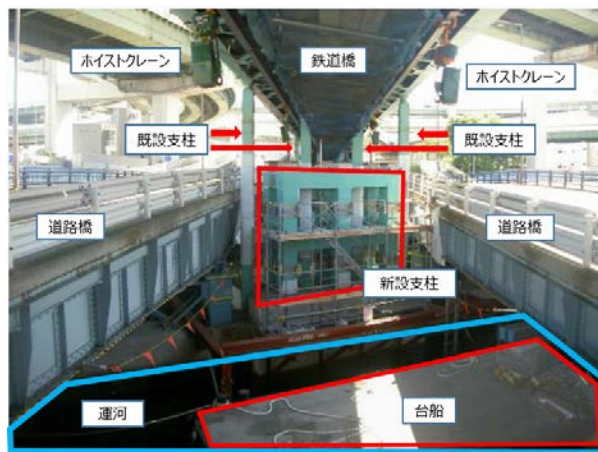 ホイストクレーン
鉄道橋
ホイストクレーン
既設支柱
既設支柱
道路橋
道路橋
新設支柱
運河
台船